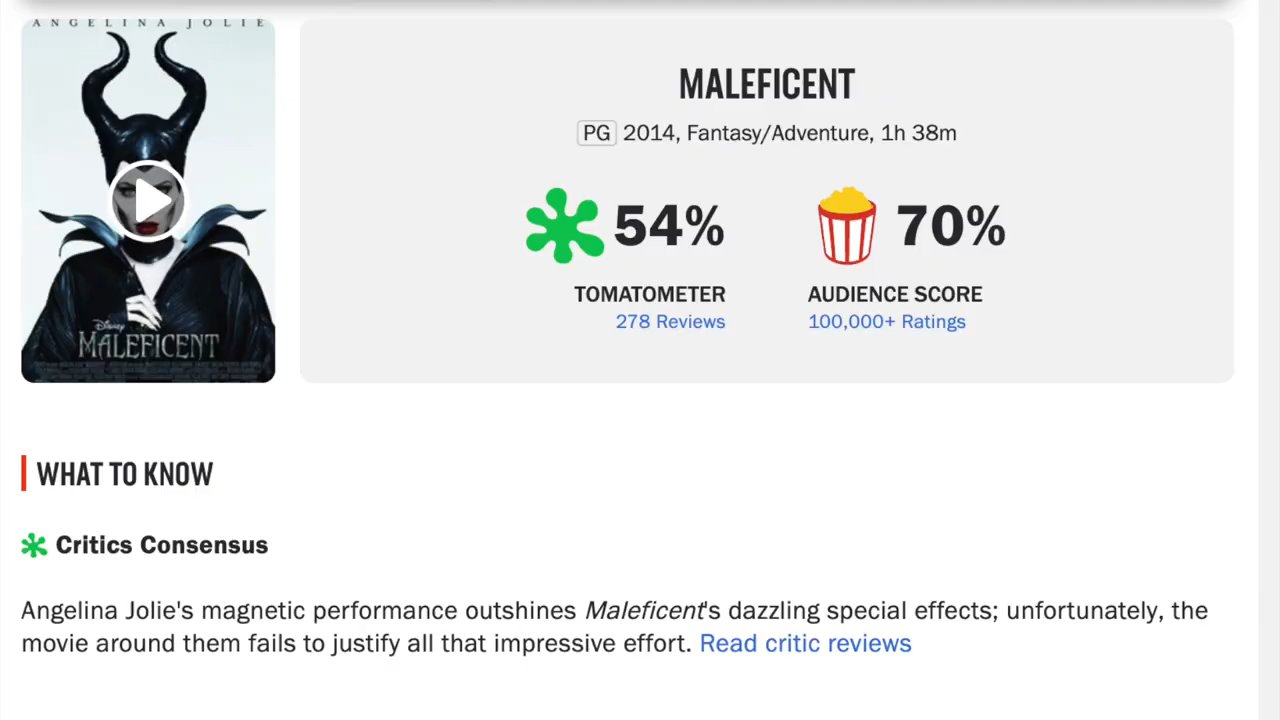 ANGELINA JOLIE
Disney
MALEFICENT
MALEFICENT
PG 2014, Fantasy/Adventure, 1h 38m
54% 70%
TOMATOMETER AUDIENCE SCORE
278 Reviews 100,000+ Ratings
WHAT TO KNOW
Critics Consensus
Angelina Jolie's magnetic performance outshines Maleficent's dazzling special effects; unfortunately, the
movie around them fails to justify all that impressive effort. Read critic reviews